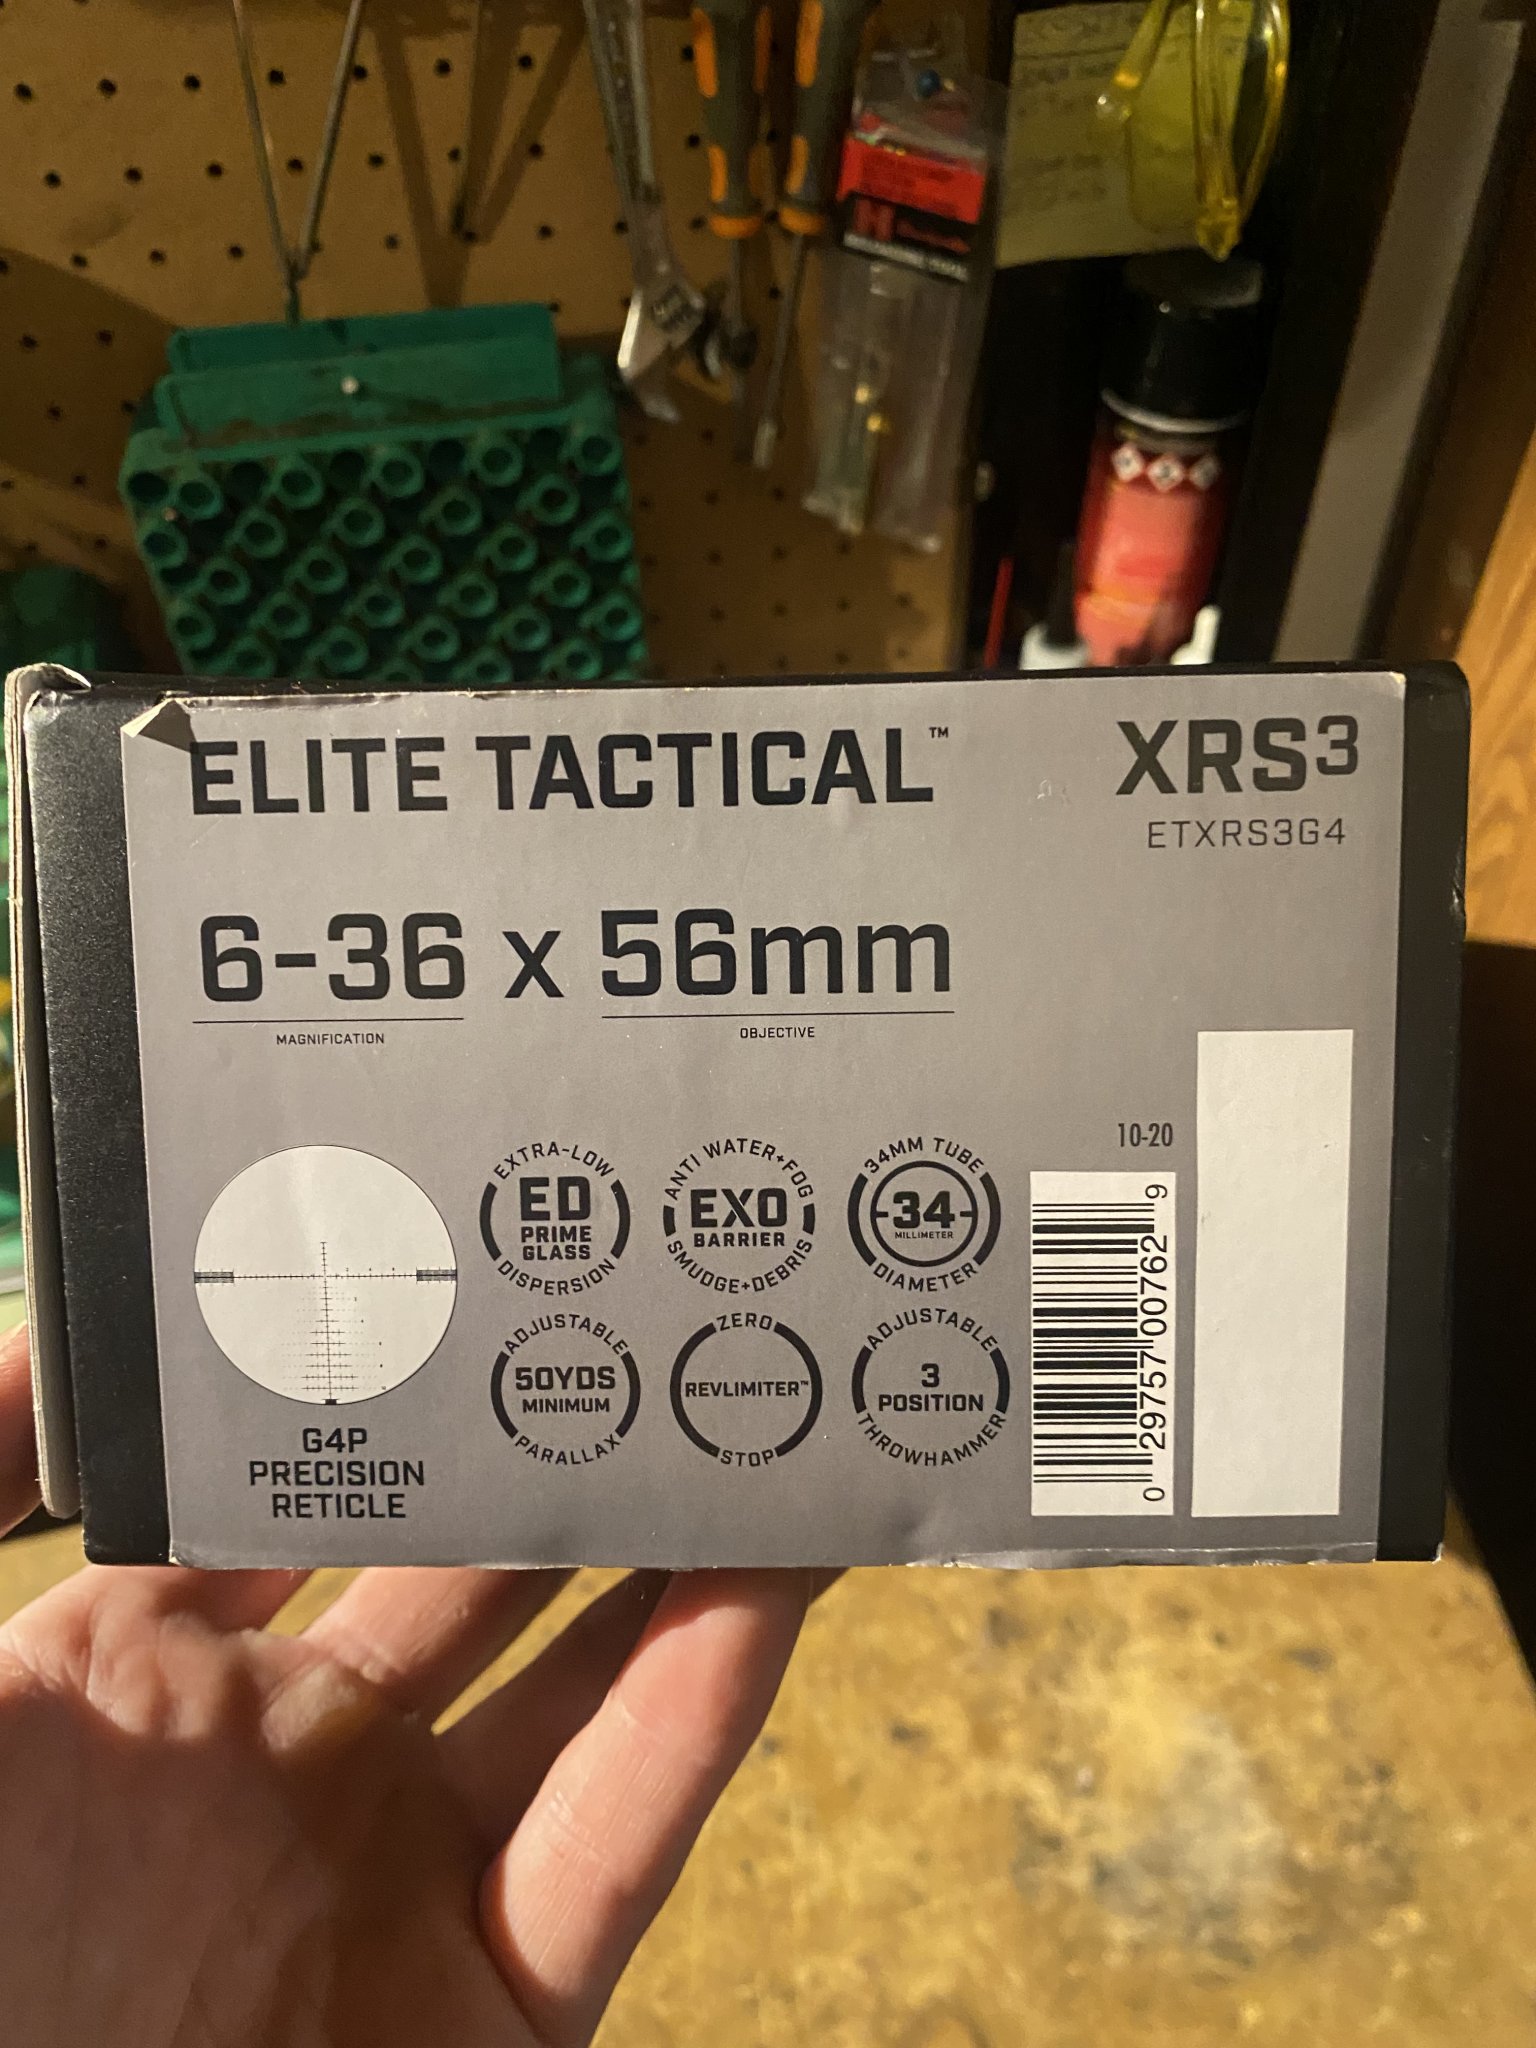 ELITE TACTICAL™
XRS3
ETXRS3G4
6-36 x 56mm
MAGNIFICATION
OBJECTIVE
G4P
PRECISION
RETICLE
EXTRA-LOW
ED
PRIME
GLASS
DISPERSION
ANTI WATER+FOG
EXO
BARRIER
SMUDGE+DEBRIS
34MM TUBE
34
MILLIMETER
DIAMETER
ADJUSTABLE
50YDS
MINIMUM
PARALLAX
ZERO
REVLIMITER™
STOP
ADJUSTABLE
3
POSITION
THROWHAMMER
10-20
0 29757 00762 9